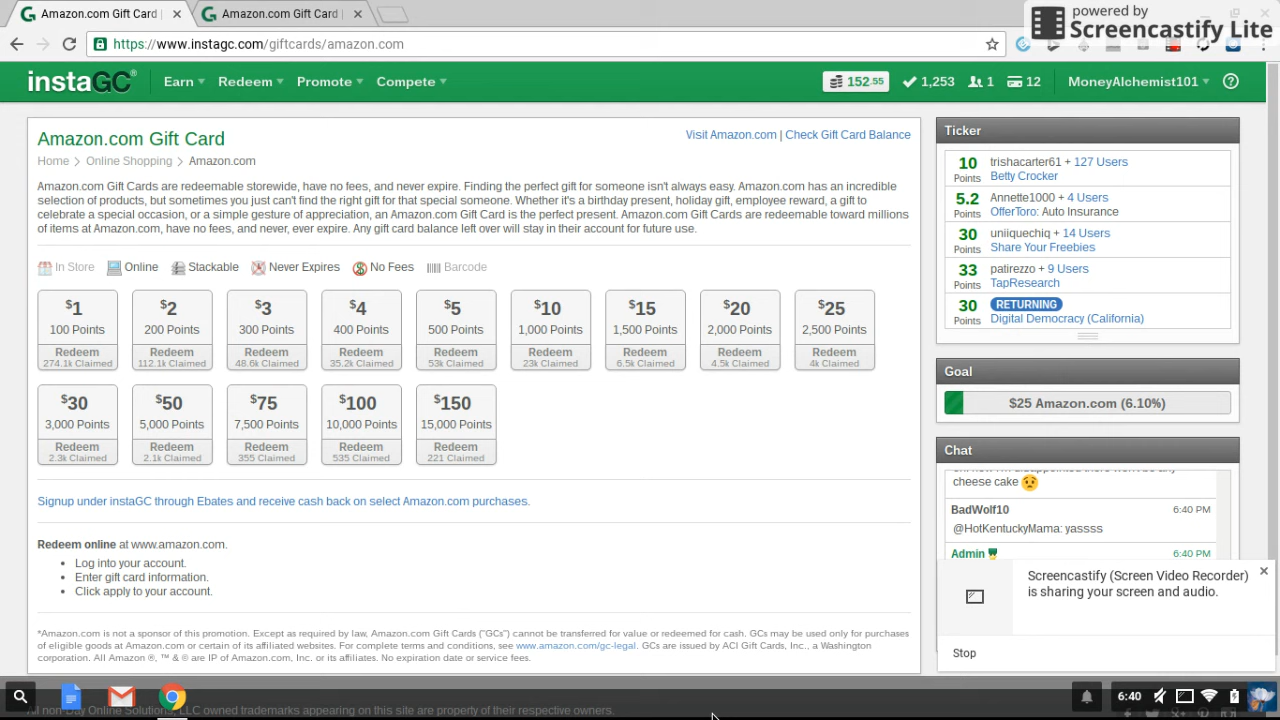 Amazon.com Gift Card
Amazon.com Gift Card
powered by
Screencastify Lite
https://www.instagc.com/giftcards/amazon.com
instaGC®
Earn
Redeem
Promote
Compete
152.55
1,253
1
12
MoneyAlchemist101
Amazon.com Gift Card
Visit Amazon.com | Check Gift Card Balance
Home > Online Shopping > Amazon.com
Amazon.com Gift Cards are redeemable storewide, have no fees, and never expire. Finding the perfect gift for someone isn't always easy. Amazon.com has an incredible
selection of products, but sometimes you just can't find the right gift for that special someone. Whether it's a birthday present, holiday gift, employee reward, a gift to
celebrate a special occasion, or a simple gesture of appreciation, an Amazon.com Gift Card is the perfect present. Amazon.com Gift Cards are redeemable toward millions
of items at Amazon.com, have no fees, and never, ever expire. Any gift card balance left over will stay in their account for future use.
In Store Online Stackable Never Expires No Fees Barcode
$1 $2 $3 $4 $5 $10 $15 $20 $25
100 Points 200 Points 300 Points 400 Points 500 Points 1,000 Points 1,500 Points 2,000 Points 2,500 Points
Redeem Redeem Redeem Redeem Redeem Redeem Redeem Redeem Redeem
274.1k Claimed 112.1k Claimed 48.6k Claimed 35.2k Claimed 53k Claimed 23k Claimed 6.5k Claimed 4.5k Claimed 4k Claimed
$30 $50 $75 $100 $150
3,000 Points 5,000 Points 7,500 Points 10,000 Points 15,000 Points
Redeem Redeem Redeem Redeem Redeem
2.3k Claimed 2.1k Claimed 355 Claimed 535 Claimed 221 Claimed
Signup under instaGC through Ebates and receive cash back on select Amazon.com purchases.
Redeem online at www.amazon.com.
• Log into your account.
• Enter gift card information.
• Click apply to your account.
*Amazon.com is not a sponsor of this promotion. Except as required by law, Amazon.com Gift Cards ("GCs") cannot be transferred for value or redeemed for cash. GCs may be used only for purchases
of eligible goods at Amazon.com or certain of its affiliated websites. For complete terms and conditions, see www.amazon.com/gc-legal. GCs are issued by ACI Gift Cards, Inc., a Washington
corporation. All Amazon ®, ™ & © are IP of Amazon.com, Inc. or its affiliates. No expiration date or service fees.
Ticker
10 Points trishacarter61 + 127 Users
Betty Crocker
5.2 Points Annette1000 + 4 Users
OfferToro: Auto Insurance
30 Points uniiquechiq + 14 Users
Share Your Freebies
33 Points patirezzo + 9 Users
TapResearch
30 Points RETURNING
Digital Democracy (California)
Goal
$25 Amazon.com (6.10%)
Chat
cheese cake
BadWolf10 6:40 PM
@HotKentuckyMama: yassss
Admin 6:40 PM
Screencastify (Screen Video Recorder)
is sharing your screen and audio.
Stop
6:40
All non-Day Online Solutions, LLC owned trademarks appearing on this site are property of their respective owners.